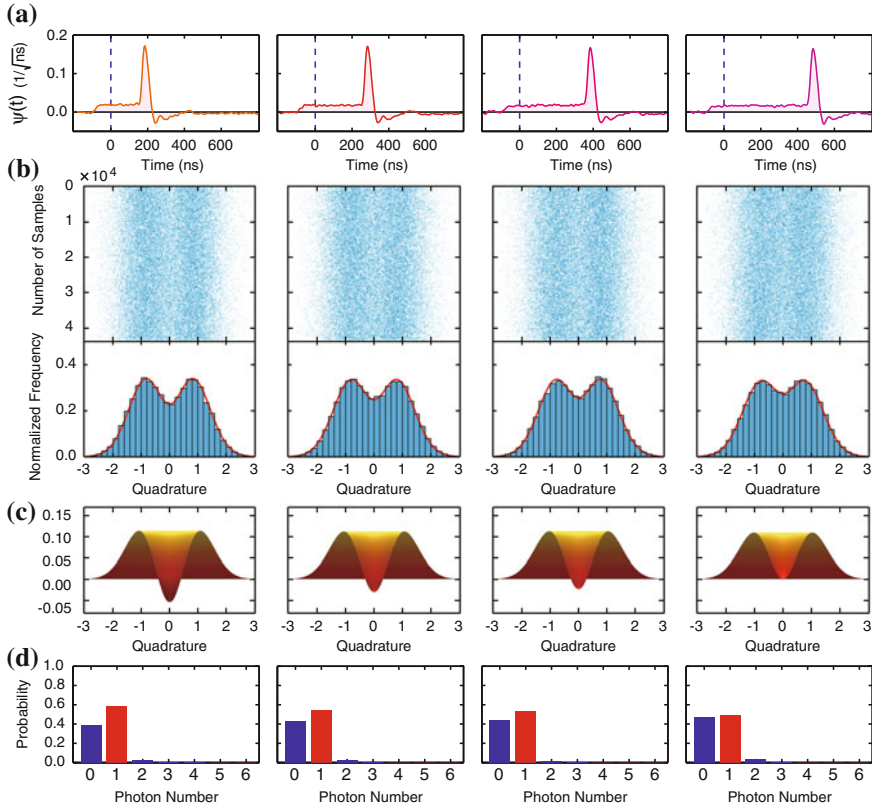 (a)
ψ(t) (1/√ns)
0.2
0.1
0.0
0 200 400 600
0 200 400 600
0 200 400 600
0 200 400 600
Time (ns)
Time (ns)
Time (ns)
Time (ns)
(b)
×10⁴
Number of Samples
0
10
20
30
40
Normalized Frequency
0.4
0.2
0.0
-3 -2 -1 0 1 2 3
-3 -2 -1 0 1 2 3
-3 -2 -1 0 1 2 3
-3 -2 -1 0 1 2 3
Quadrature
Quadrature
Quadrature
Quadrature
(c)
0.15
0.10
0.05
0.00
-0.05
-3 -2 -1 0 1 2 3
-3 -2 -1 0 1 2 3
-3 -2 -1 0 1 2 3
-3 -2 -1 0 1 2 3
Quadrature
Quadrature
Quadrature
Quadrature
(d)
Probability
1.0
0.8
0.6
0.4
0.2
0.0
0 1 2 3 4 5 6
0 1 2 3 4 5 6
0 1 2 3 4 5 6
0 1 2 3 4 5 6
Photon Number
Photon Number
Photon Number
Photon Number